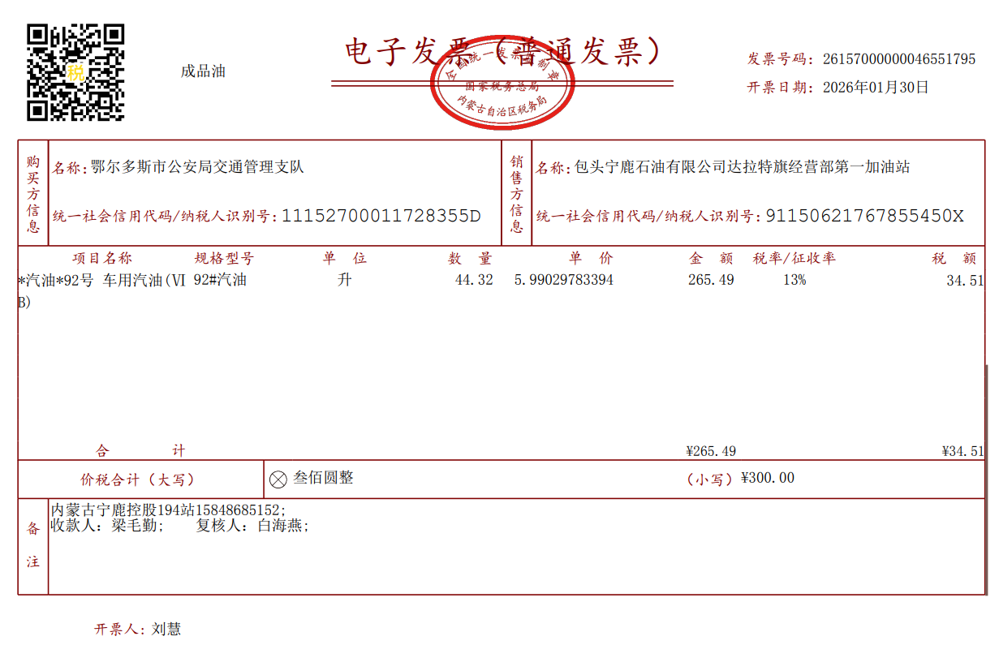 税
成品油
电子发票（普通发票）
全国统一发票监制章
国家税务总局
内蒙古自治区税务局
发票号码：26157000000046551795
开票日期：2026年01月30日
购买方信息
名称：鄂尔多斯市公安局交通管理支队
统一社会信用代码/纳税人识别号：11152700011728355D
销售方信息
名称：包头宁鹿石油有限公司达拉特旗经营部第一加油站
统一社会信用代码/纳税人识别号：91150621767855450X
项目名称 规格型号 单位 数量 单价 金额 税率/征收率 税额
*汽油*92号 车用汽油(VI 92#汽油 升 44.32 5.99029783394 265.49 13% 34.51
B)
合计 ¥265.49 ¥34.51
价税合计（大写） ⊗ 叁佰圆整 （小写）¥300.00
备注
内蒙古宁鹿控股194站15848685152;
收款人：梁毛勤; 复核人：白海燕;
开票人：刘慧